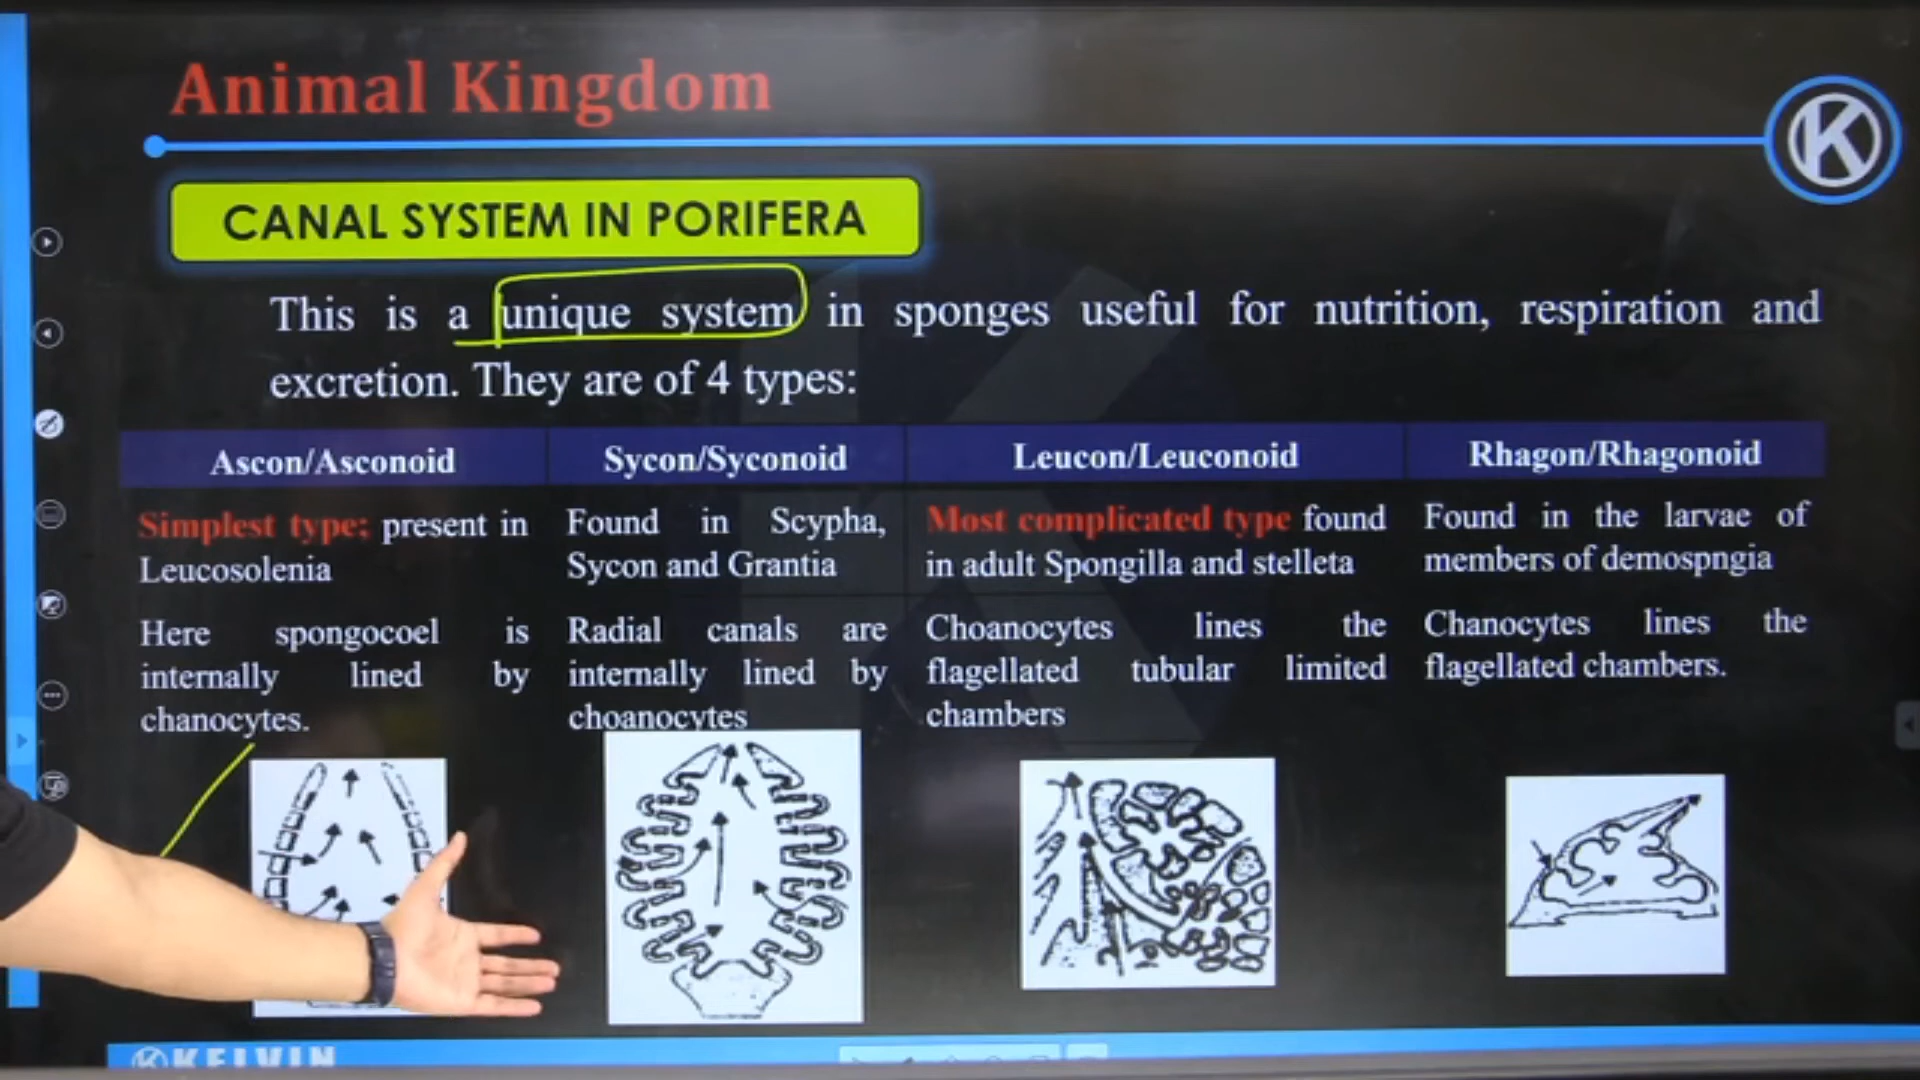 Animal Kingdom
K
CANAL SYSTEM IN PORIFERA
This is a unique system in sponges useful for nutrition, respiration and
excretion. They are of 4 types:
Ascon/Asconoid
Simplest type; present in
Leucosolenia
Here spongocoel is
internally lined by
chanocytes.
Sycon/Syconoid
Found in Scypha,
Sycon and Grantia
Radial canals are
internally lined by
choanocytes
Leucon/Leuconoid
Most complicated type found
in adult Spongilla and stelleta
Choanocytes lines the
flagellated tubular limited
chambers
Rhagon/Rhagonoid
Found in the larvae of
members of demospngia
Chanocytes lines the
flagellated chambers.
K KELVIN